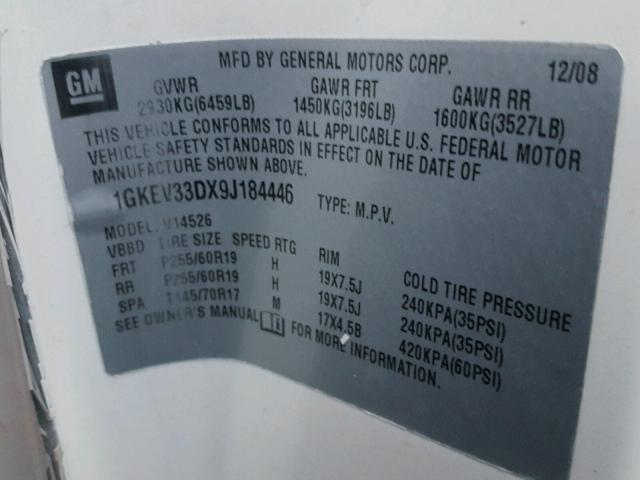 GM
MFD BY GENERAL MOTORS CORP. 12/08
GVWR GAWR FRT GAWR RR
2930KG(6459LB) 1450KG(3196LB) 1600KG(3527LB)
THIS VEHICLE CONFORMS TO ALL APPLICABLE U.S. FEDERAL MOTOR
VEHICLE SAFETY STANDARDS IN EFFECT ON THE DATE OF
MANUFACTURE SHOWN ABOVE.
1GKEV33DX9J184446 TYPE: M.P.V.
MODEL: V14526
VBBD TIRE SIZE SPEED RTG RIM COLD TIRE PRESSURE
FRT P255/60R19 H 19X7.5J 240KPA(35PSI)
RR P255/60R19 H 19X7.5J 240KPA(35PSI)
SPA T145/70R17 M 17X4.5B 420KPA(60PSI)
SEE OWNER'S MANUAL FOR MORE INFORMATION.